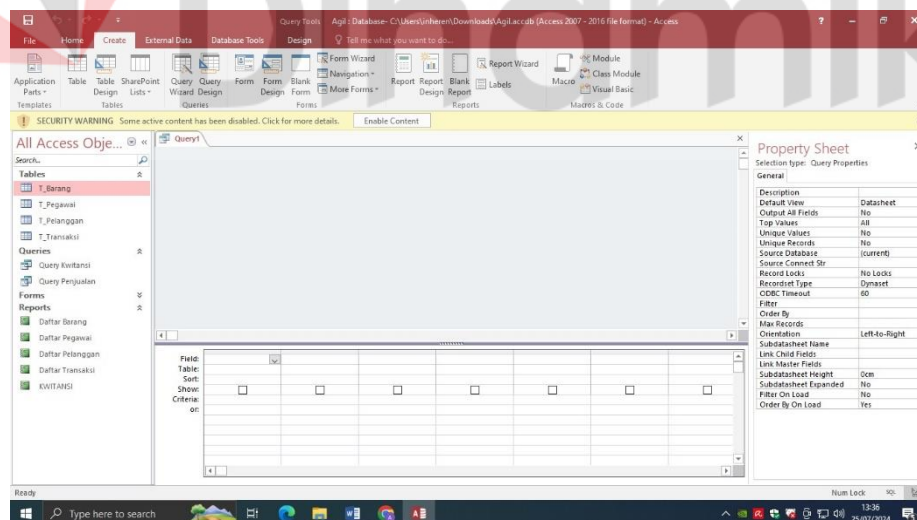 Query Tools Agil : Database- C:\Users\inheren\Downloads\Agil.accdb (Access 2007 - 2016 file format) - Access
File Home Create External Data Database Tools Design Tell me what you want to do...
Application Parts
Table
Table Design
SharePoint Lists
Query Wizard
Query Design
Form
Form Design
Blank Form
Form Wizard
Navigation
More Forms
Report
Report Design
Blank Report
Report Wizard
Labels
Macro
Module
Class Module
Visual Basic
Templates Tables Queries Forms Reports Macros & Code
SECURITY WARNING Some active content has been disabled. Click for more details. Enable Content
All Access Obje...
Search...
Tables
T_Barang
T_Pegawai
T_Pelanggan
T_Transaksi
Queries
Query Kwitansi
Query Penjualan
Forms
Reports
Daftar Barang
Daftar Pegawai
Daftar Pelanggan
Daftar Transaksi
KWITANSI
Query1
Field:
Table:
Sort:
Show:
Criteria:
or:
Property Sheet
Selection type: Query Properties
General
Description
Default View Datasheet
Output All Fields No
Top Values All
Unique Values No
Unique Records No
Source Database (current)
Source Connect Str
Record Locks No Locks
Recordset Type Dynaset
ODBC Timeout 60
Filter
Order By
Max Records
Orientation Left-to-Right
Subdatasheet Name
Link Child Fields
Link Master Fields
Subdatasheet Height 0cm
Subdatasheet Expanded No
Filter On Load No
Order By On Load Yes
Ready Num Lock SQL
Type here to search
13:36
25/07/2024